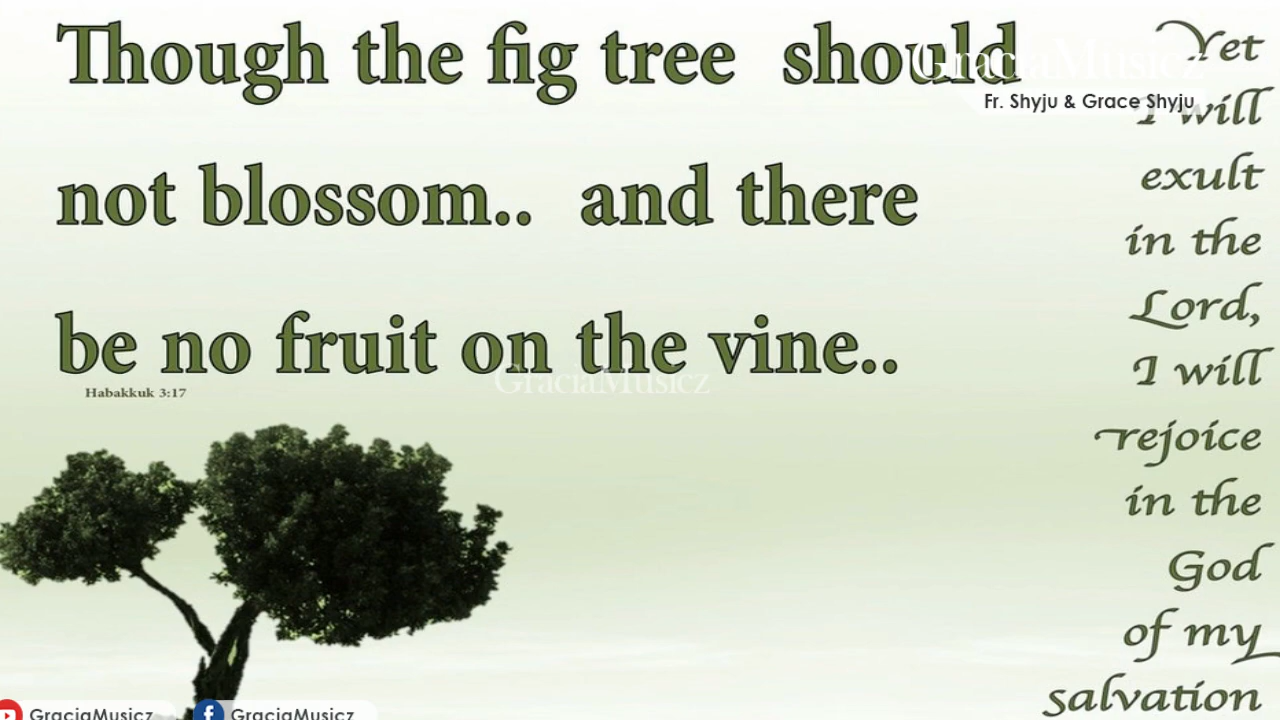 Though the fig tree should
not blossom.. and there
be no fruit on the vine..
Habakkuk 3:17
Yet
I will
exult
in the
Lord,
I will
rejoice
in the
God
of my
salvation
GraciaMusicz
Fr. Shyju & Grace Shyju
GraciaMusicz
GraciaMusicz
GraciaMusicz